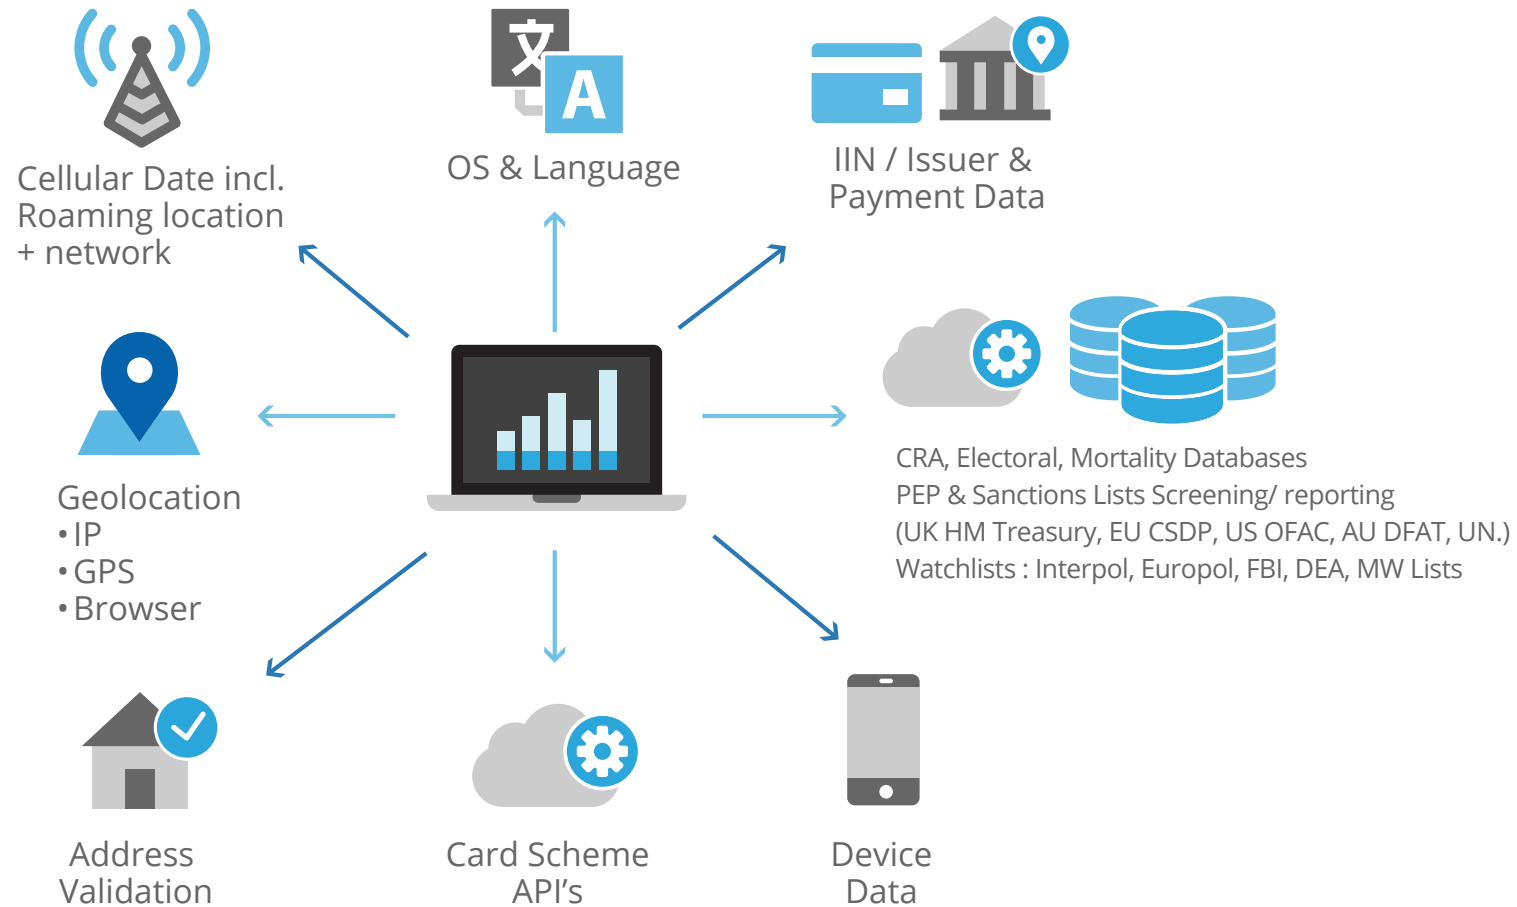 文
A
Cellular Date incl.
Roaming location
+ network
OS & Language
IIN / Issuer &
Payment Data
Geolocation
• IP
• GPS
• Browser
CRA, Electoral, Mortality Databases
PEP & Sanctions Lists Screening/ reporting
(UK HM Treasury, EU CSDP, US OFAC, AU DFAT, UN.)
Watchlists : Interpol, Europol, FBI, DEA, MW Lists
Address
Validation
Card Scheme
API's
Device
Data